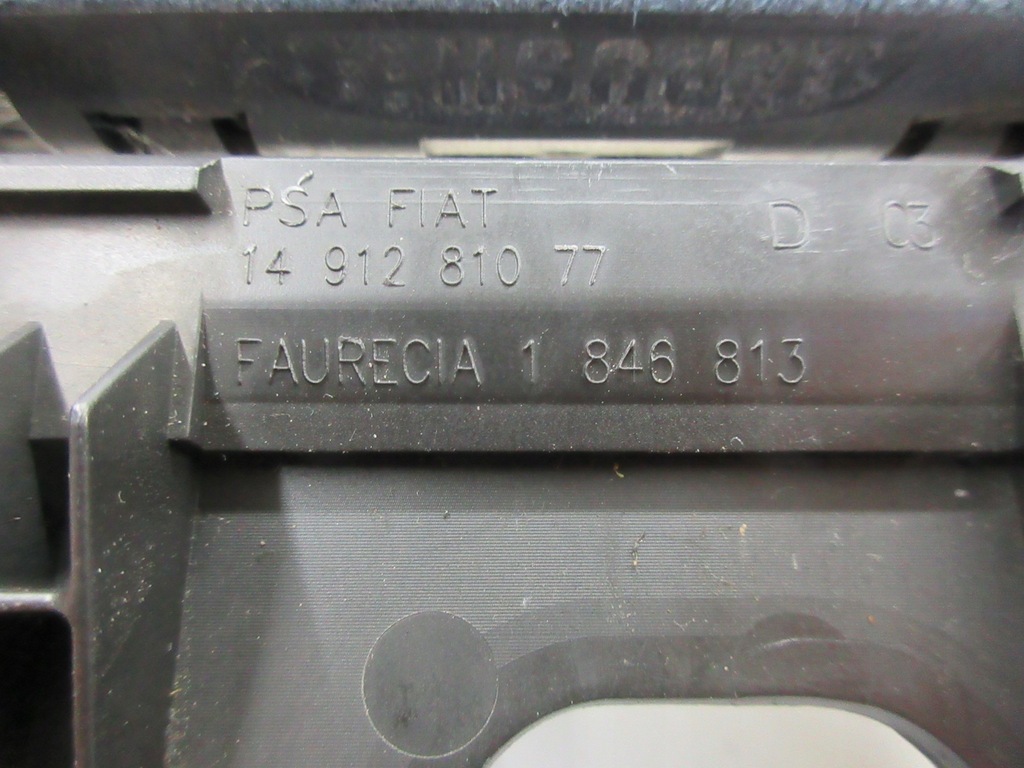 PSA FIAT D 03
14 912 810 77
FAURECIA 1 846 813